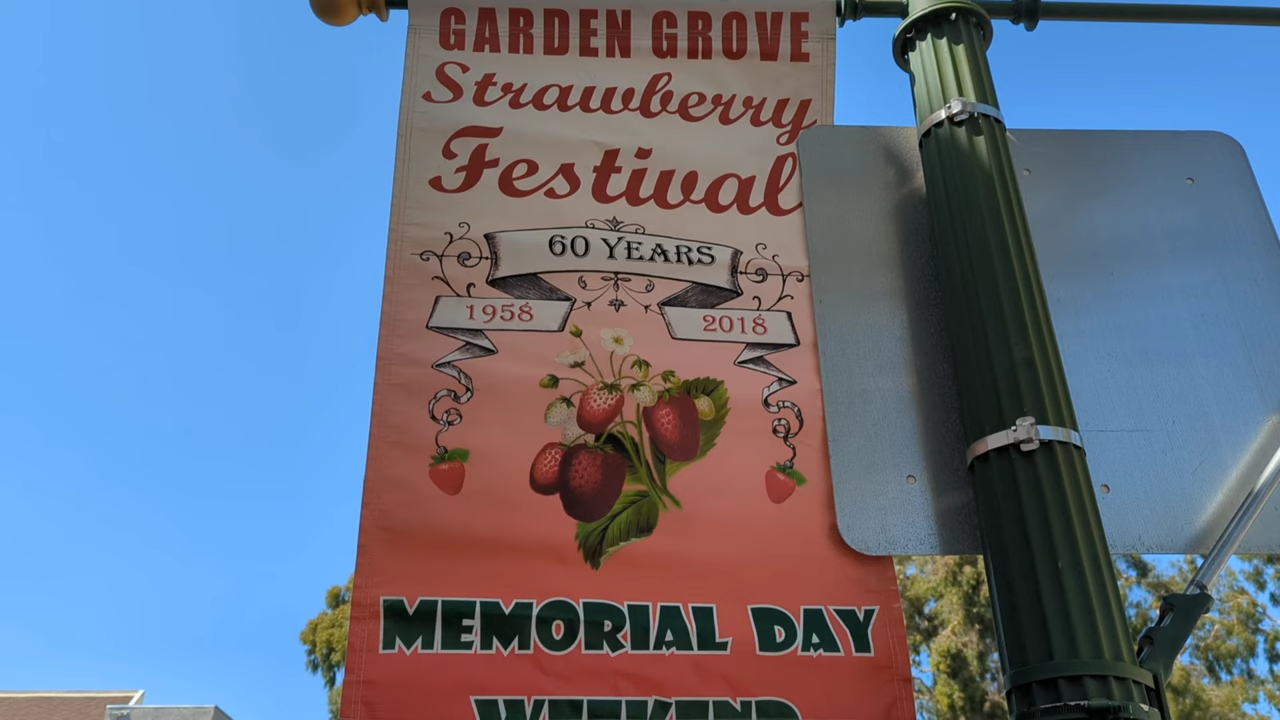 GARDEN GROVE
Strawberry
Festival
60 YEARS
1958
2018
MEMORIAL DAY
WEEKEND